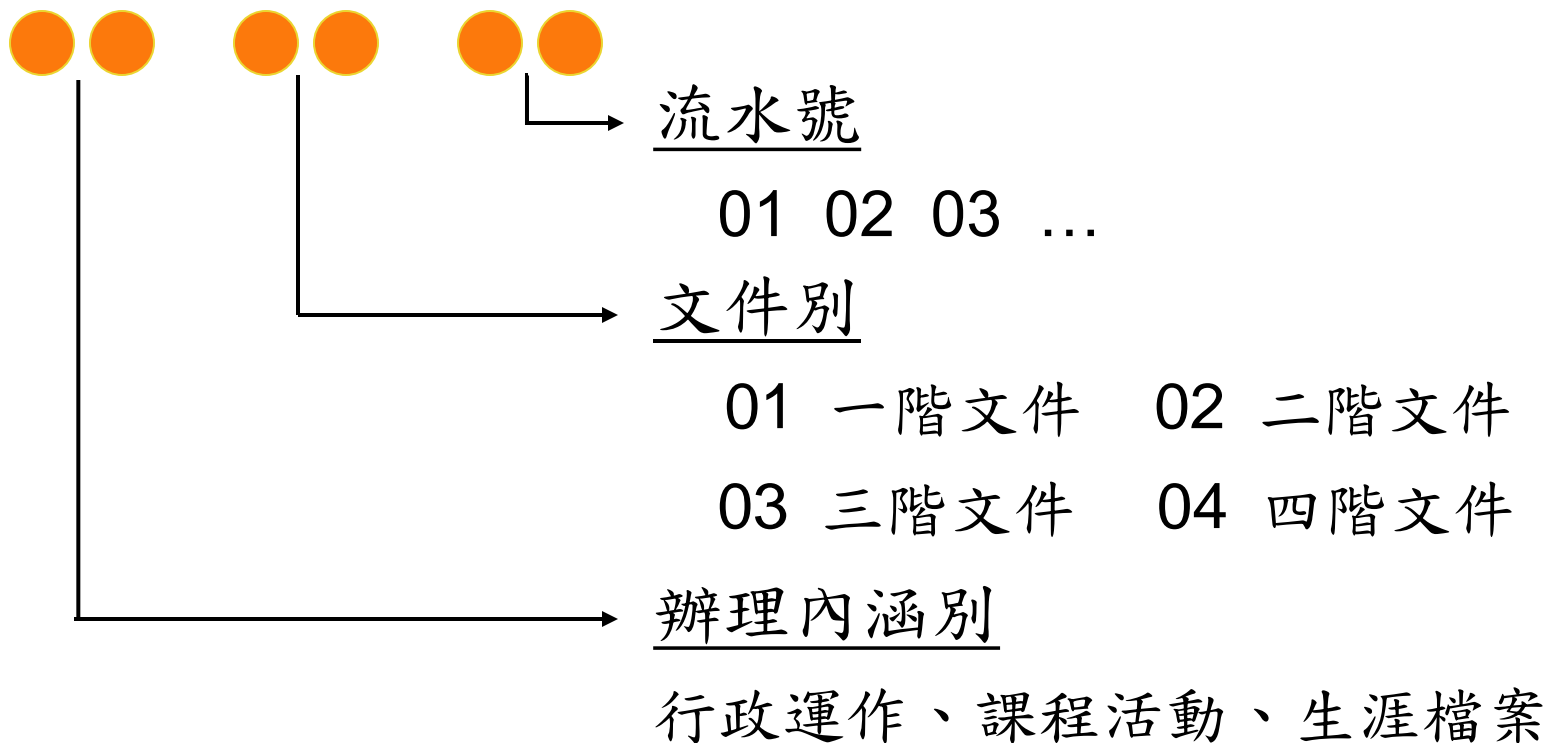 流水號
01 02 03 …
文件別
01 一階文件 02 二階文件
03 三階文件 04 四階文件
辦理內涵別
行政運作、課程活動、生涯檔案